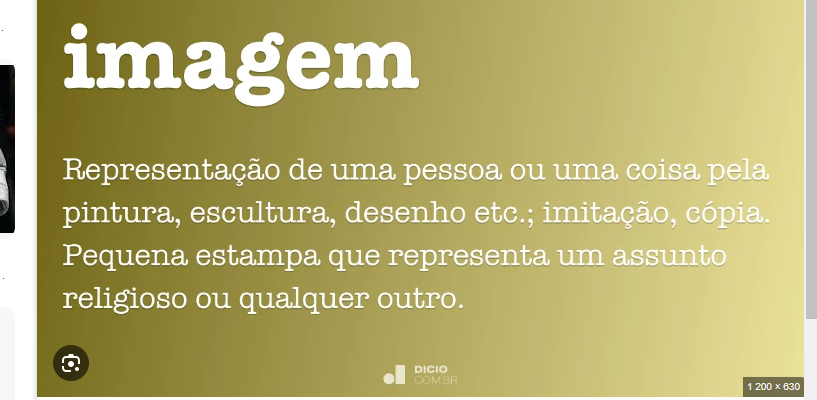 imagem
Representação de uma pessoa ou uma coisa pela
pintura, escultura, desenho etc.; imitação, cópia.
Pequena estampa que representa um assunto
religioso ou qualquer outro.
DICIO
COM.BR
1 200 × 630